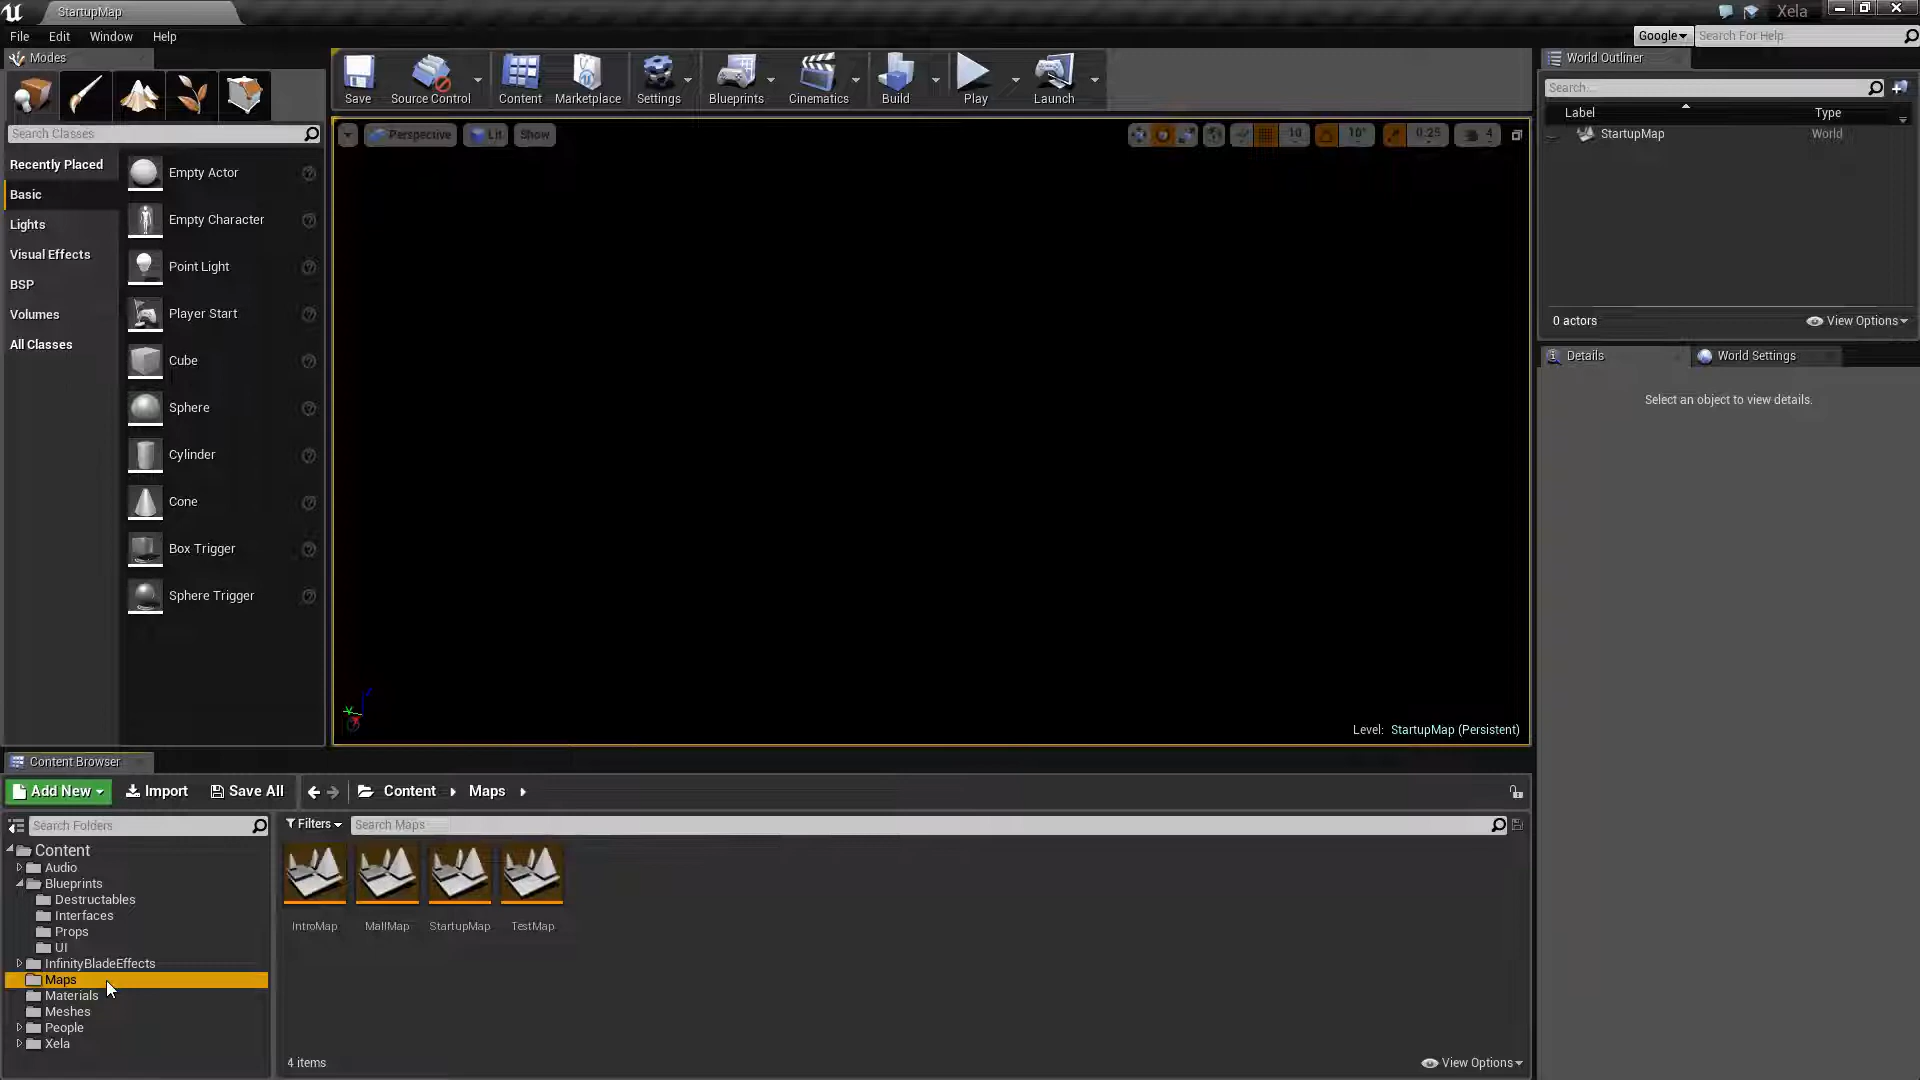 StartupMap
Xela
File Edit Window Help
Google
Search For Help
Modes
Search Classes
Recently Placed
Basic
Lights
Visual Effects
BSP
Volumes
All Classes
Empty Actor
Empty Character
Point Light
Player Start
Cube
Sphere
Cylinder
Cone
Box Trigger
Sphere Trigger
Save
Source Control
Content
Marketplace
Settings
Blueprints
Cinematics
Build
Play
Launch
Perspective
Lit
Show
10
10°
0.25
4
Level: StartupMap (Persistent)
World Outliner
Search...
Label Type
StartupMap World
0 actors
View Options
Details
World Settings
Select an object to view details.
Content Browser
Add New
Import
Save All
Content
Maps
Search Folders
Filters
Search Maps
Content
Audio
Blueprints
Destructables
Interfaces
Props
UI
InfinityBladeEffects
Maps
Materials
Meshes
People
Xela
IntroMap
MallMap
StartupMap
TestMap
4 items
View Options